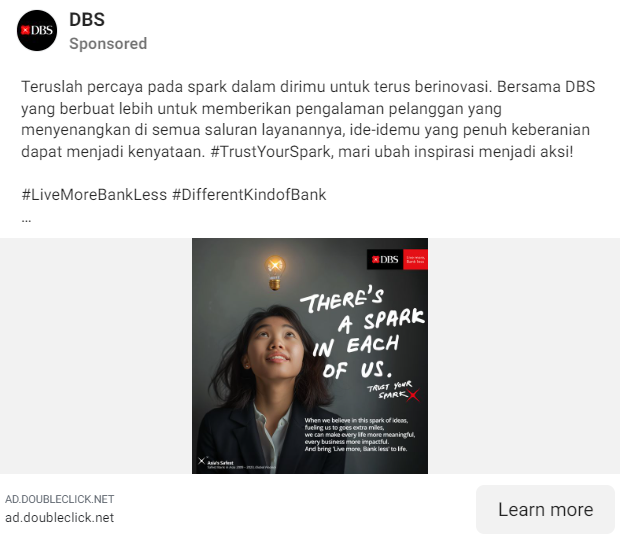 DBS
Sponsored
Teruslah percaya pada spark dalam dirimu untuk terus berinovasi. Bersama DBS
yang berbuat lebih untuk memberikan pengalaman pelanggan yang
menyenangkan di semua saluran layanannya, ide-idemu yang penuh keberanian
dapat menjadi kenyataan. #TrustYourSpark, mari ubah inspirasi menjadi aksi!
#LiveMoreBankLess #DifferentKindofBank
...
DBS
DBS
Live more,
Bank less
THERE'S
A SPARK
IN EACH
OF US.
TRUST YOUR
SPARK
When we believe in this spark of ideas,
fueling us to goes extra miles,
we can make every life more meaningful,
every business more impactful.
And bring 'Live more, Bank less' to life.
Asia's Safest
AD.DOUBLECLICK.NET
ad.doubleclick.net
Learn more